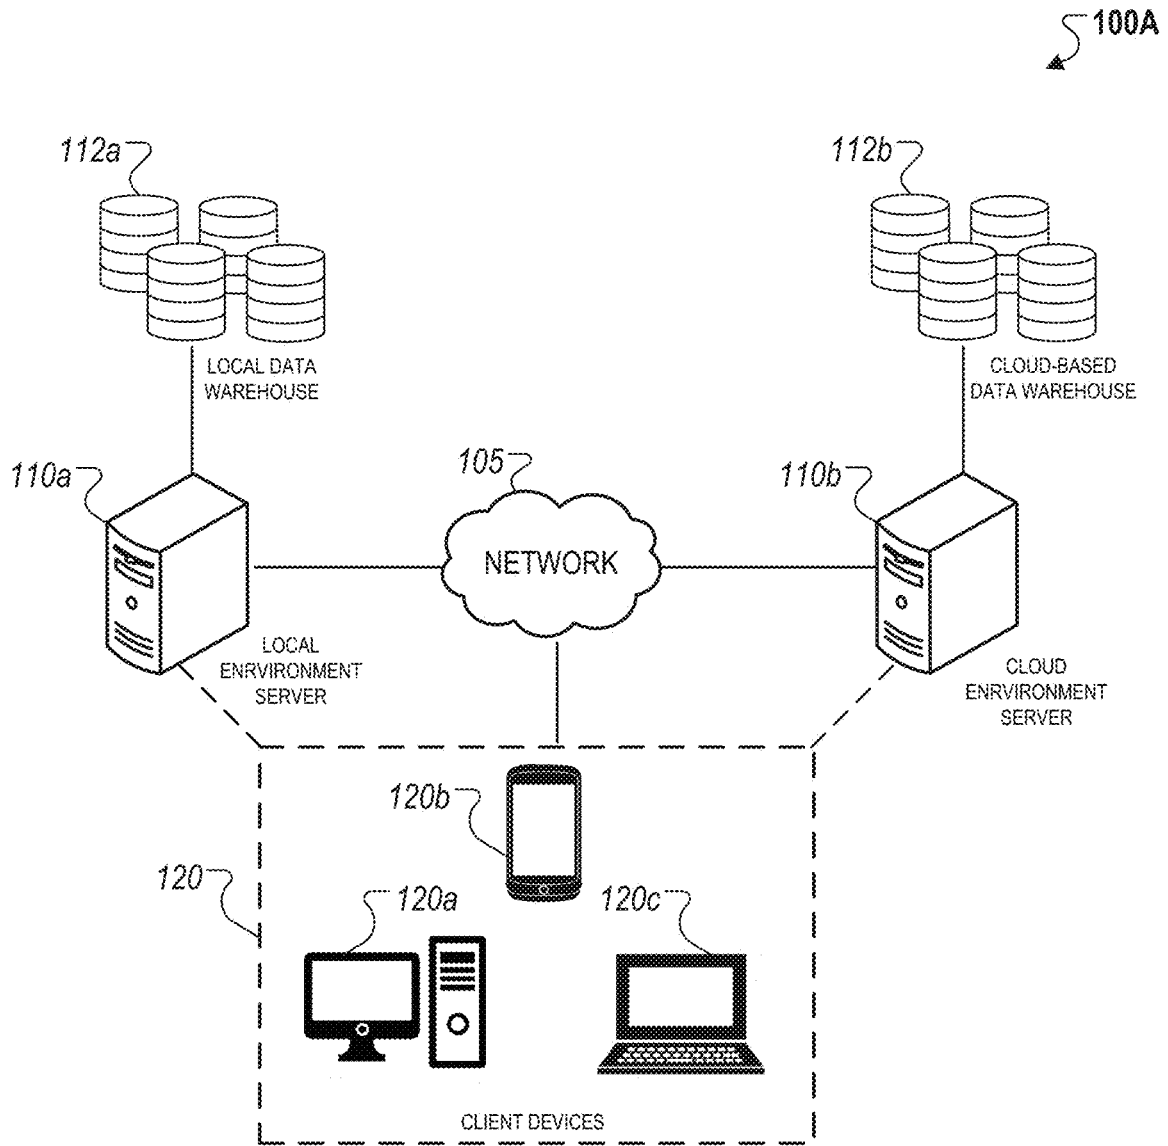 100A
112a
112b
LOCAL DATA
WAREHOUSE
CLOUD-BASED
DATA WAREHOUSE
110a
105
110b
NETWORK
LOCAL
ENRVIRONMENT
SERVER
CLOUD
ENRVIRONMENT
SERVER
120b
120
120a
120c
CLIENT DEVICES